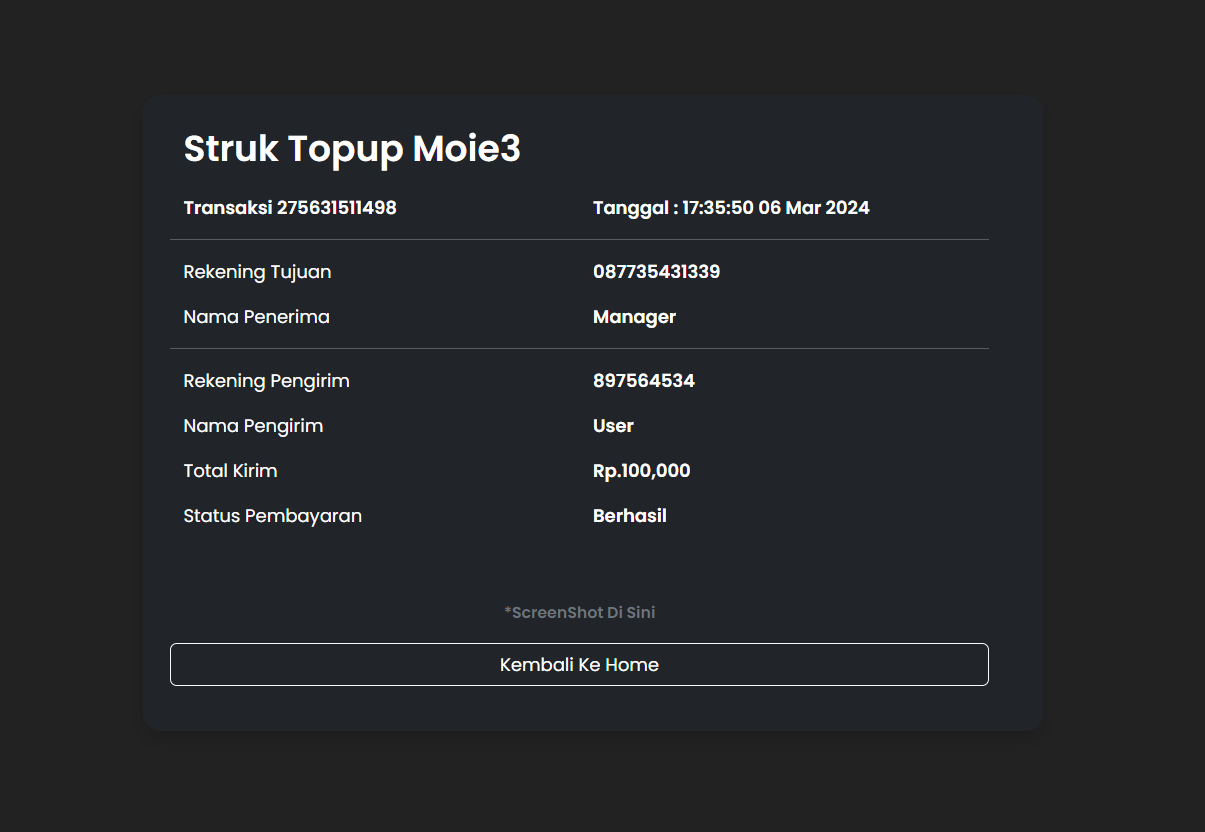 Struk Topup Moie3
Transaksi 275631511498 Tanggal : 17:35:50 06 Mar 2024
Rekening Tujuan 087735431339
Nama Penerima Manager
Rekening Pengirim 897564534
Nama Pengirim User
Total Kirim Rp.100,000
Status Pembayaran Berhasil
*ScreenShot Di Sini
Kembali Ke Home